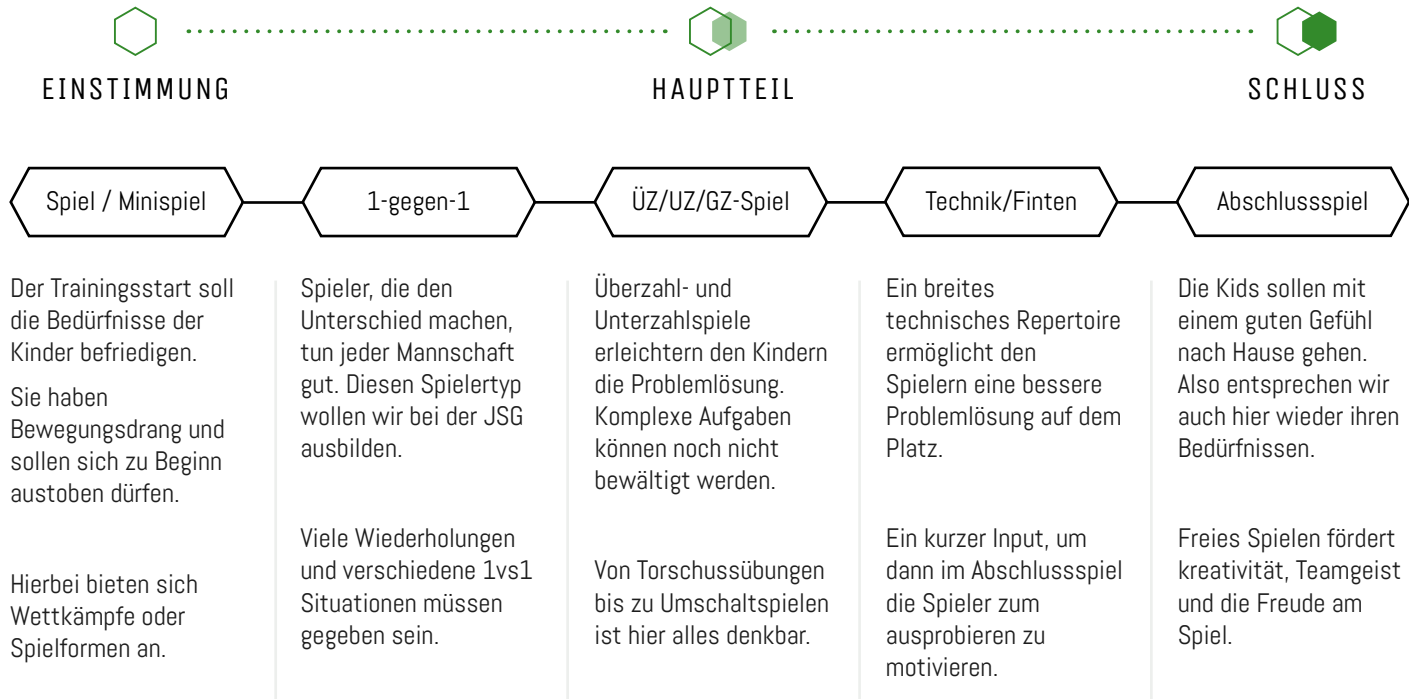 EINSTIMMUNG
HAUPTTEIL
SCHLUSS
Spiel / Minispiel
1-gegen-1
ÜZ/UZ/GZ-Spiel
Technik/Finten
Abschlussspiel
Der Trainingsstart soll
die Bedürfnisse der
Kinder befriedigen.
Sie haben
Bewegungsdrang und
sollen sich zu Beginn
austoben dürfen.
Hierbei bieten sich
Wettkämpfe oder
Spielformen an.
Spieler, die den
Unterschied machen,
tun jeder Mannschaft
gut. Diesen Spielertyp
wollen wir bei der JSG
ausbilden.
Viele Wiederholungen
und verschiedene 1vs1
Situationen müssen
gegeben sein.
Überzahl- und
Unterzahlspiele
erleichtern den Kindern
die Problemlösung.
Komplexe Aufgaben
können noch nicht
bewältigt werden.
Von Torschussübungen
bis zu Umschaltspielen
ist hier alles denkbar.
Ein breites
technisches Repertoire
ermöglicht den
Spielern eine bessere
Problemlösung auf dem
Platz.
Ein kurzer Input, um
dann im Abschlussspiel
die Spieler zum
ausprobieren zu
motivieren.
Die Kids sollen mit
einem guten Gefühl
nach Hause gehen.
Also entsprechen wir
auch hier wieder ihren
Bedürfnissen.
Freies Spielen fördert
kreativität, Teamgeist
und die Freude am
Spiel.